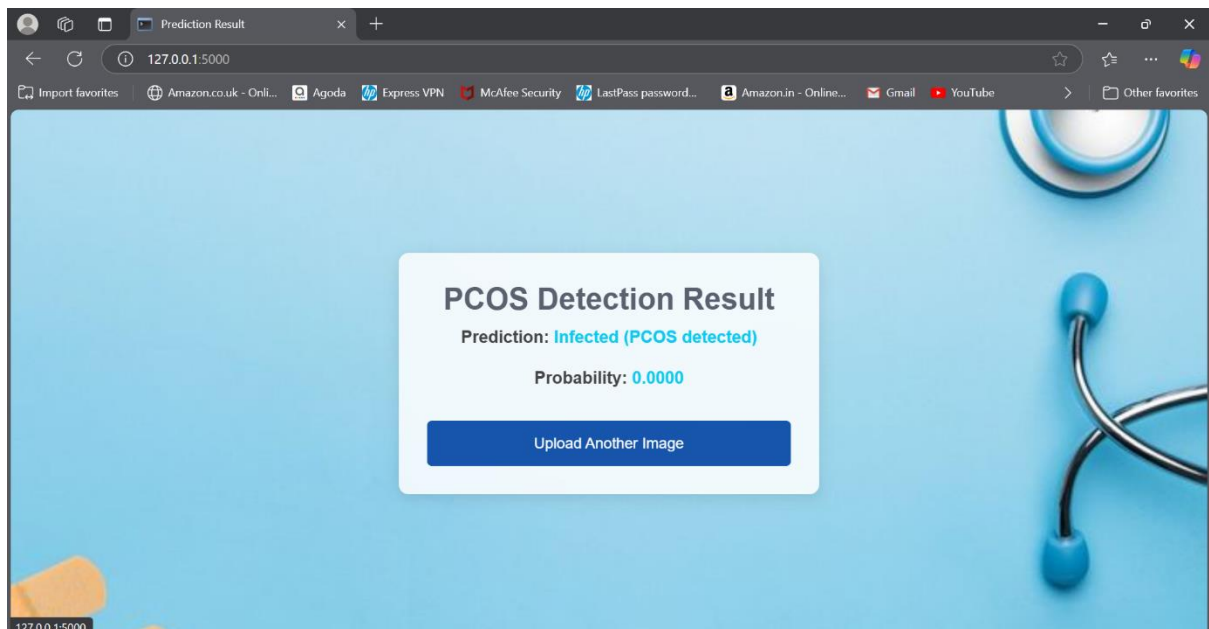 Prediction Result
127.0.0.1:5000
Import favorites Amazon.co.uk - Onli... Agoda Express VPN McAfee Security LastPass password... Amazon.in - Online... Gmail YouTube Other favorites
PCOS Detection Result
Prediction: Infected (PCOS detected)
Probability: 0.0000
Upload Another Image
127.0.0.1:5000